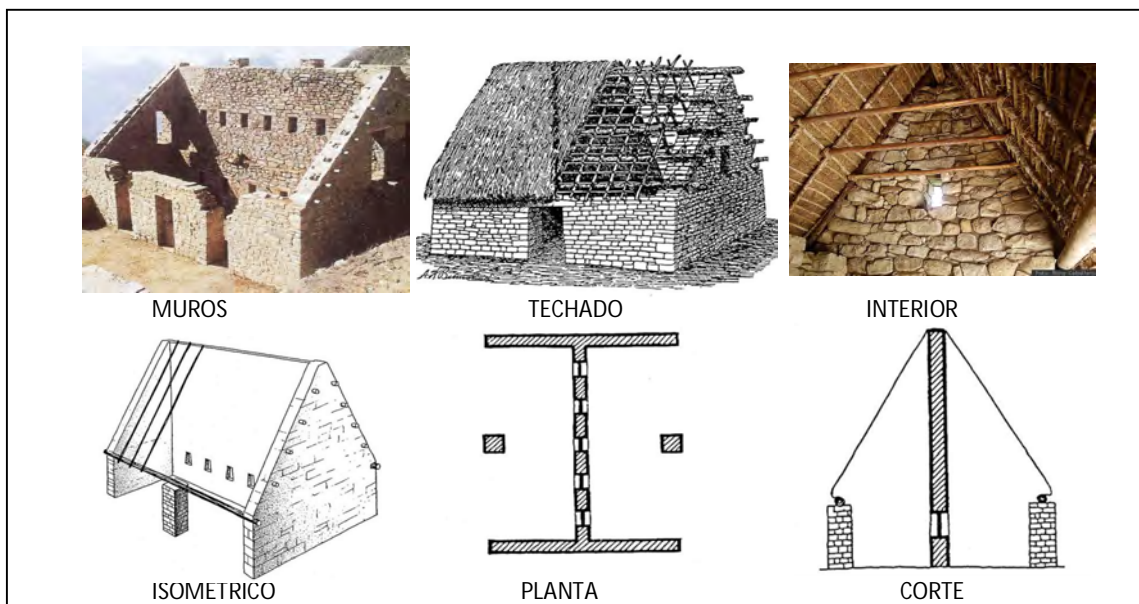 MUROS
TECHADO
INTERIOR
ISOMETRICO
PLANTA
CORTE